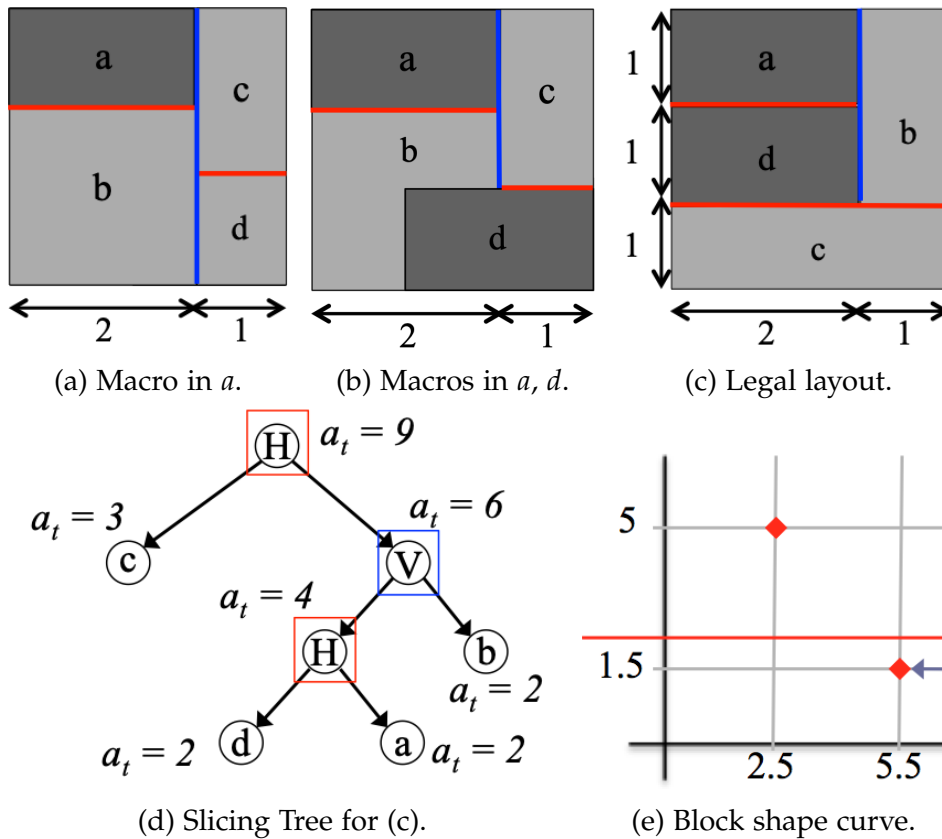 a
c
b
d
2
1
(a) Macro in a.
a
c
b
d
2
1
(b) Macros in a, d.
1
a
b
1
d
1
c
2
1
(c) Legal layout.
H
a_t = 9
a_t = 3
a_t = 6
c
V
a_t = 4
H
b
a_t = 2
d
a
a_t = 2
a_t = 2
(d) Slicing Tree for (c).
5
1.5
2.5
5.5
(e) Block shape curve.